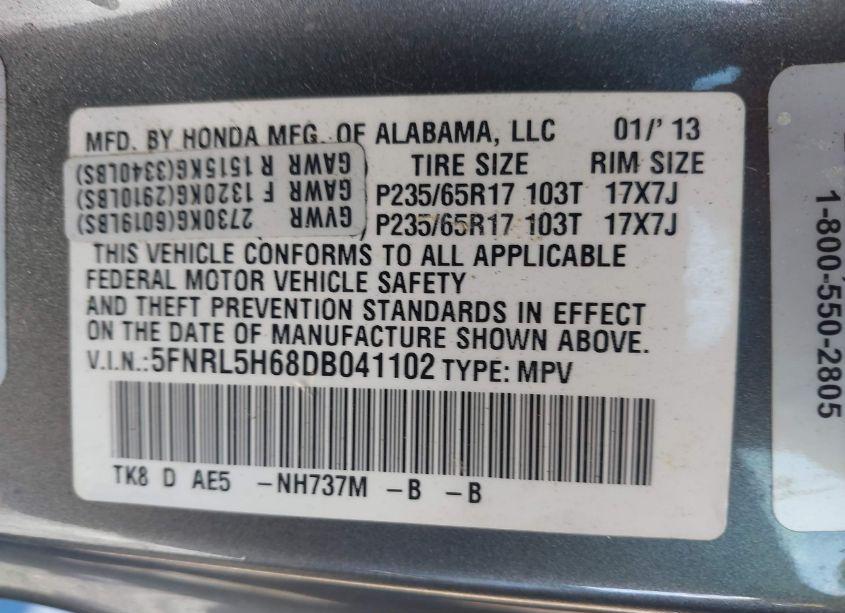 MFD. BY HONDA MFG. OF ALABAMA, LLC 01/'13
GAWR R 1515KG(3340LBS) TIRE SIZE RIM SIZE
GAWR F 1320KG(2910LBS) P235/65R17 103T 17X7J
GVWR 2730KG(6019LBS) P235/65R17 103T 17X7J
THIS VEHICLE CONFORMS TO ALL APPLICABLE
FEDERAL MOTOR VEHICLE SAFETY
AND THEFT PREVENTION STANDARDS IN EFFECT
ON THE DATE OF MANUFACTURE SHOWN ABOVE.
V.I.N.:5FNRL5H68DB041102 TYPE: MPV
TK8 D AE5 -NH737M -B -B
1-800-550-2805